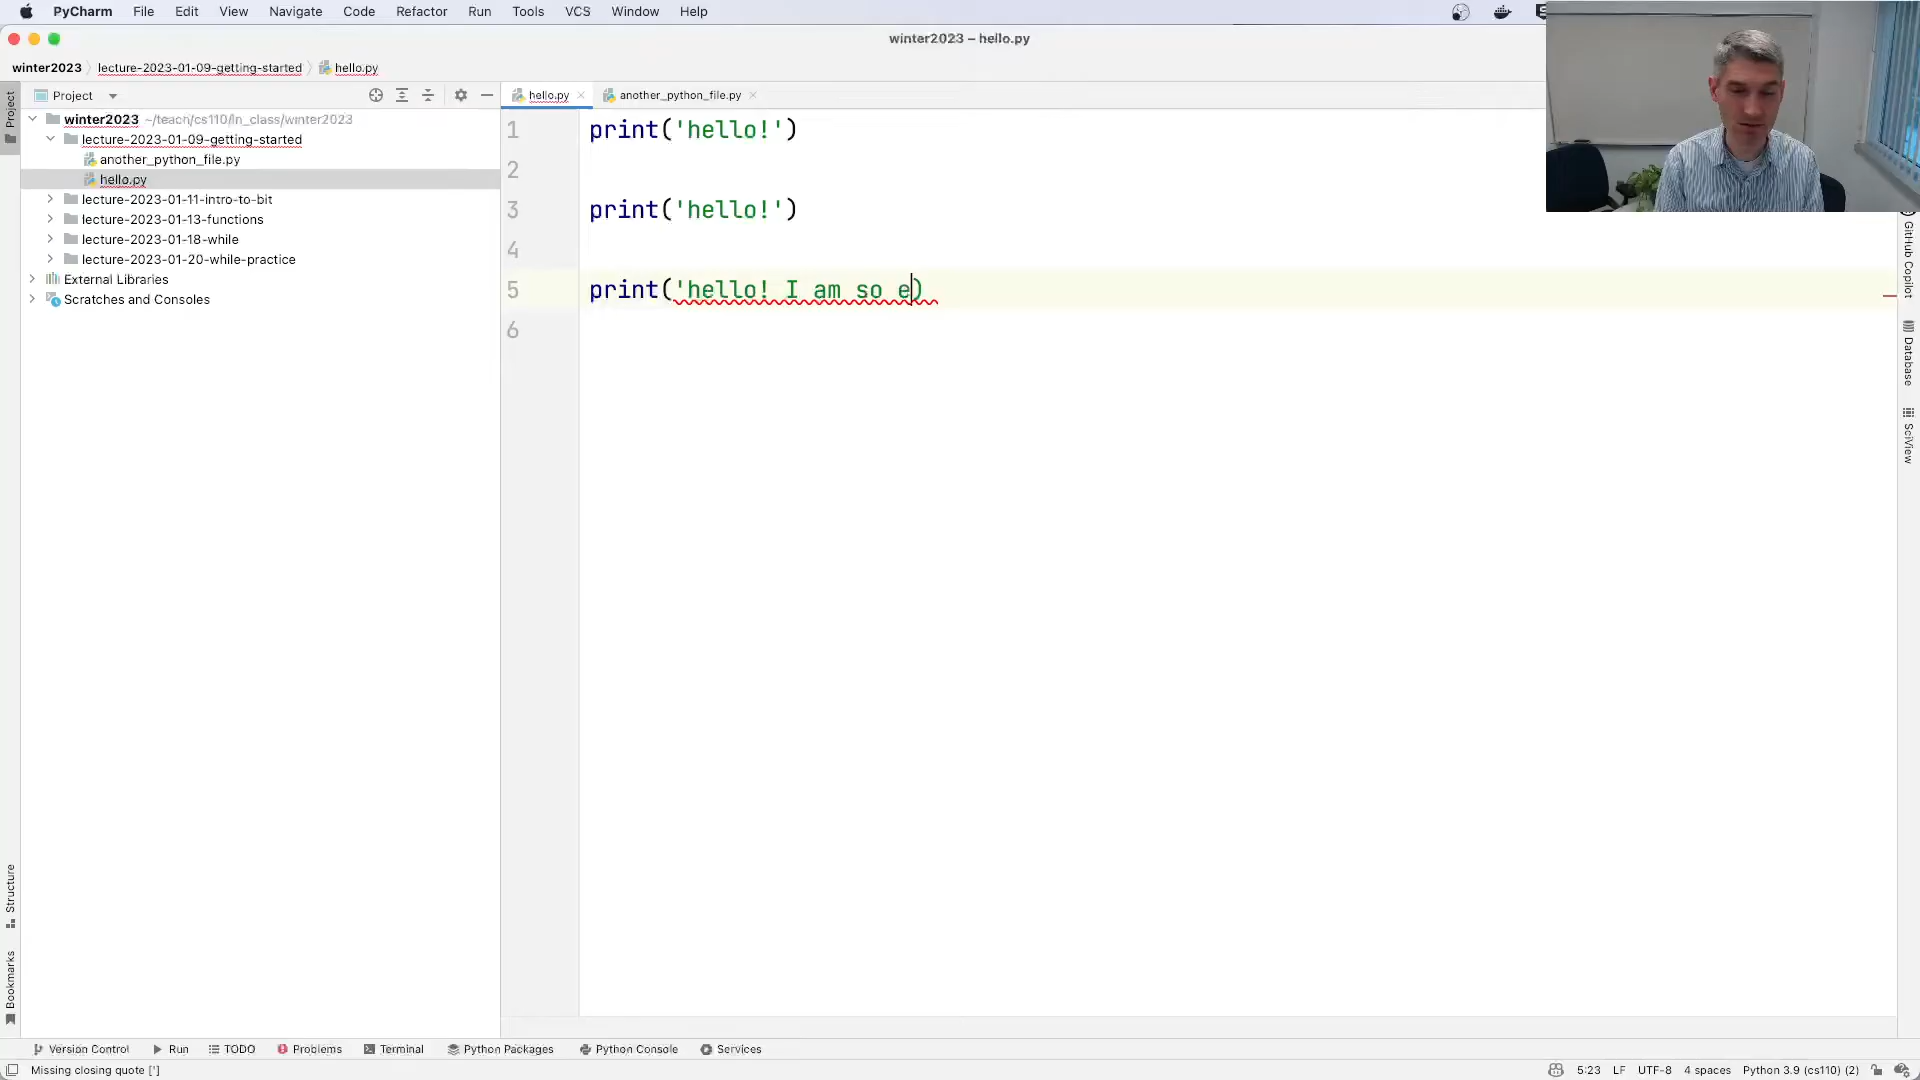 PyCharm File Edit View Navigate Code Refactor Run Tools VCS Window Help
winter2023 – hello.py
winter2023 lecture-2023-01-09-getting-started hello.py
Project
Project
hello.py
another_python_file.py
winter2023 ~/teach/cs110/in_class/winter2023
lecture-2023-01-09-getting-started
another_python_file.py
hello.py
lecture-2023-01-11-intro-to-bit
lecture-2023-01-13-functions
lecture-2023-01-18-while
lecture-2023-01-20-while-practice
External Libraries
Scratches and Consoles
1 print('hello!')
2
3 print('hello!')
4
5 print('hello! I am so e)
6
GitHub Copilot
Database
SciView
Structure
Bookmarks
Version Control Run TODO Problems Terminal Python Packages Python Console Services
Missing closing quote ['] 5:23 LF UTF-8 4 spaces Python 3.9 (cs110) (2)